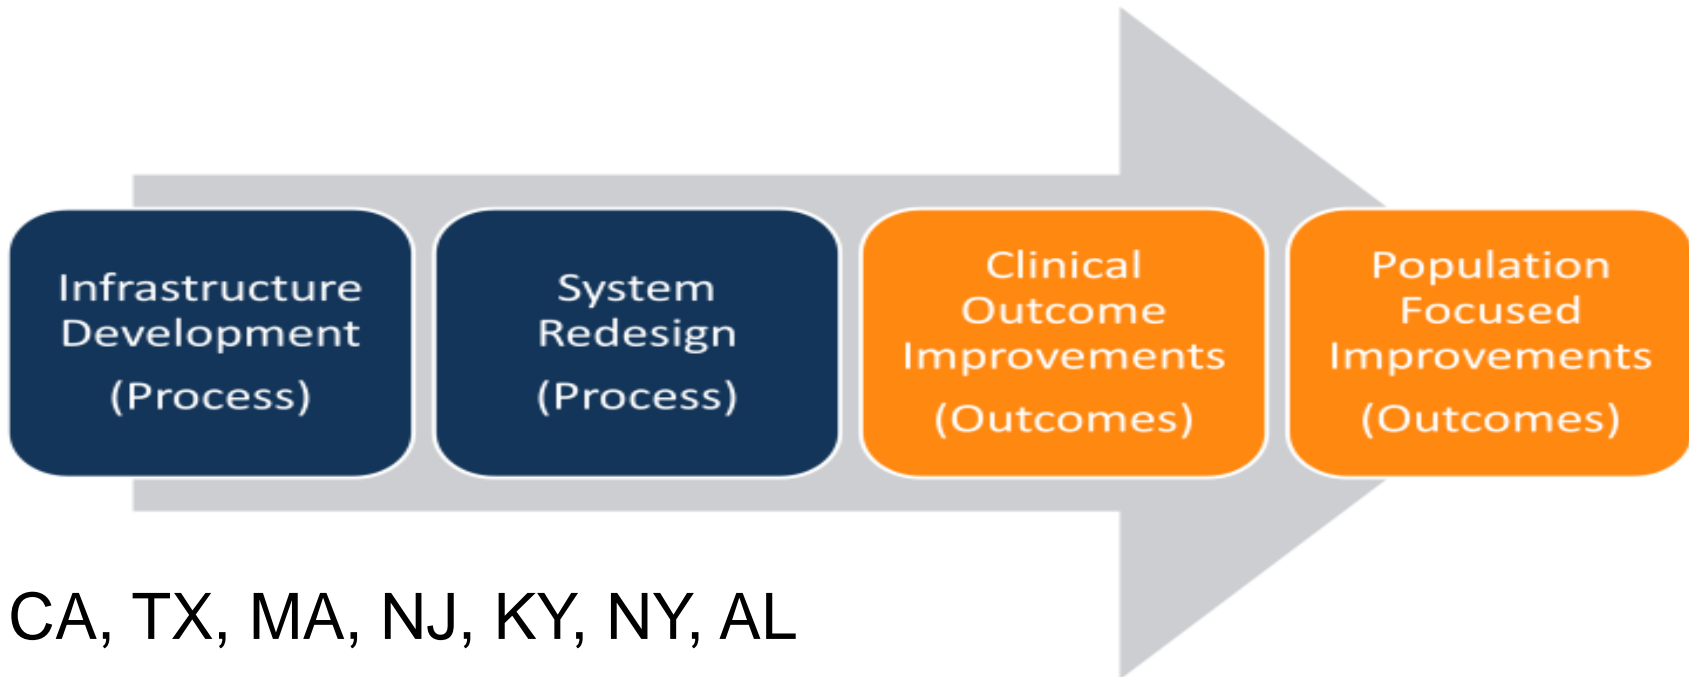 Infrastructure
Development
(Process)
System
Redesign
(Process)
Clinical
Outcome
Improvements
(Outcomes)
Population
Focused
Improvements
(Outcomes)
CA, TX, MA, NJ, KY, NY, AL